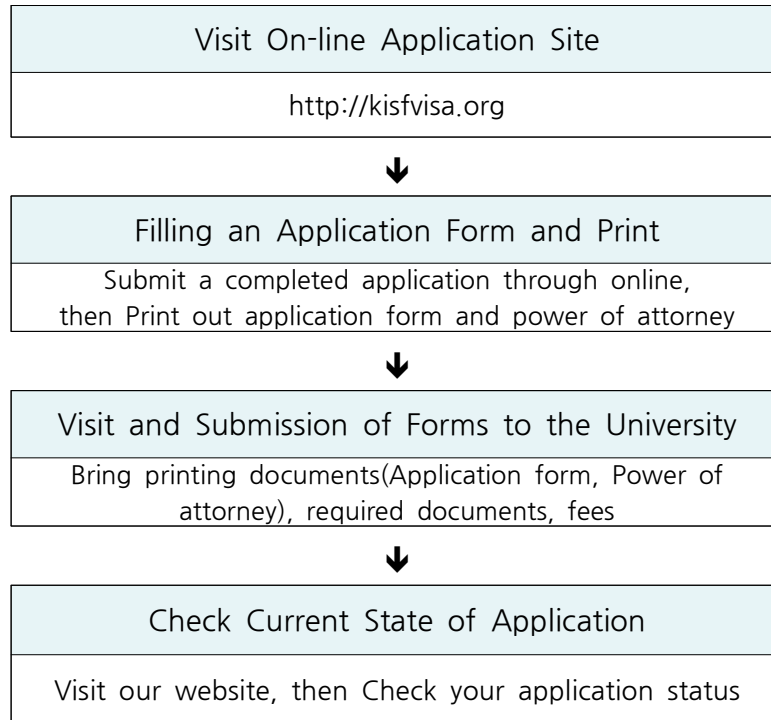 Visit On-line Application Site
http://kisfvisa.org
Filling an Application Form and Print
Submit a completed application through online,
then Print out application form and power of attorney
Visit and Submission of Forms to the University
Bring printing documents(Application form, Power of
attorney), required documents, fees
Check Current State of Application
Visit our website, then Check your application status